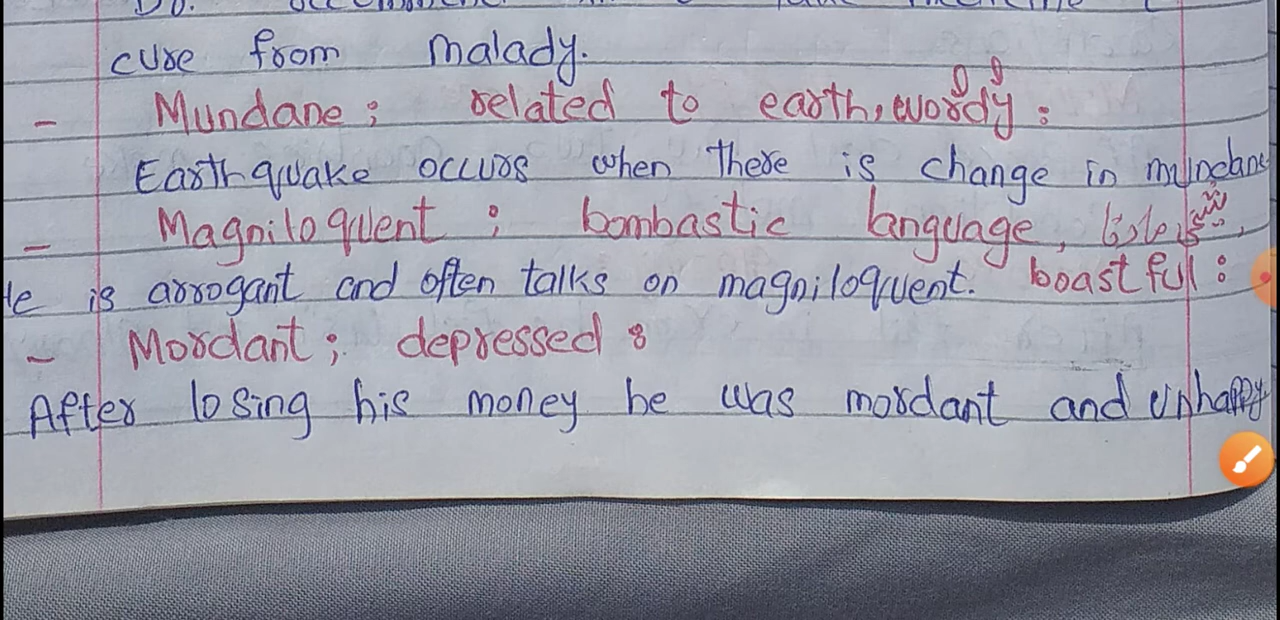 cure from malady.
- Mundane; related to earth, wordy:
Earthquake occurs when there is change in mundane
- Magniloquent; bombastic language,
boastful:
He is arrogant and often talks on magniloquent.
- Mordant; depressed:
After losing his money he was mordant and unhappy